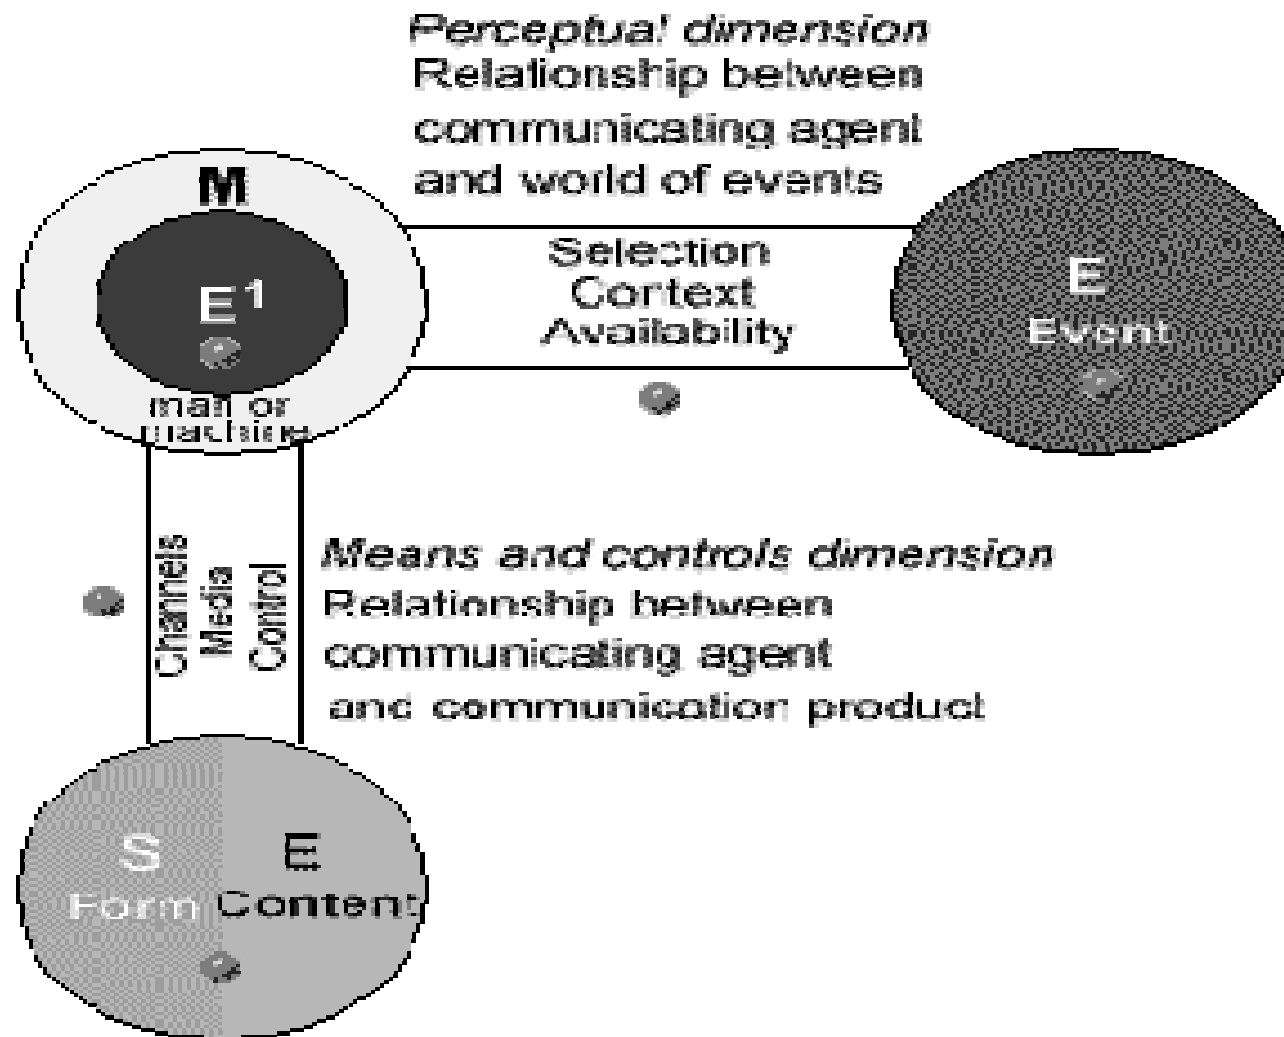 Perceptual dimension
Relationship between
communicating agent
and world of events
M
E¹
man or
machine
Selection
Context
Availability
E
Event
Channels
Media
Control
Means and controls dimension
Relationship between
communicating agent
and communication product
S
Form
E
Content